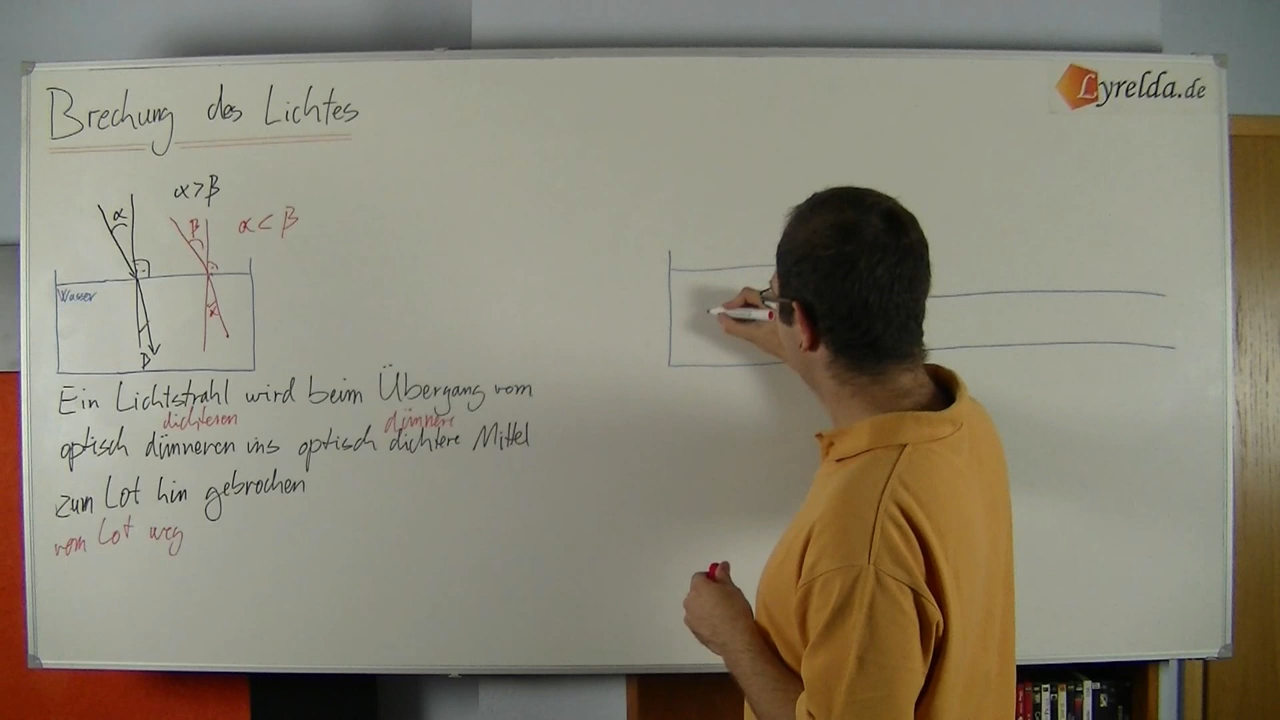 Brechung des Lichtes
Lyrelda.de
α > β
α
β
α < β
Wasser
α
β
Ein Lichtstrahl wird beim Übergang vom
dichteren dünnere
optisch dünneren ins optisch dichtere Mittel
zum Lot hin gebrochen
vom Lot weg